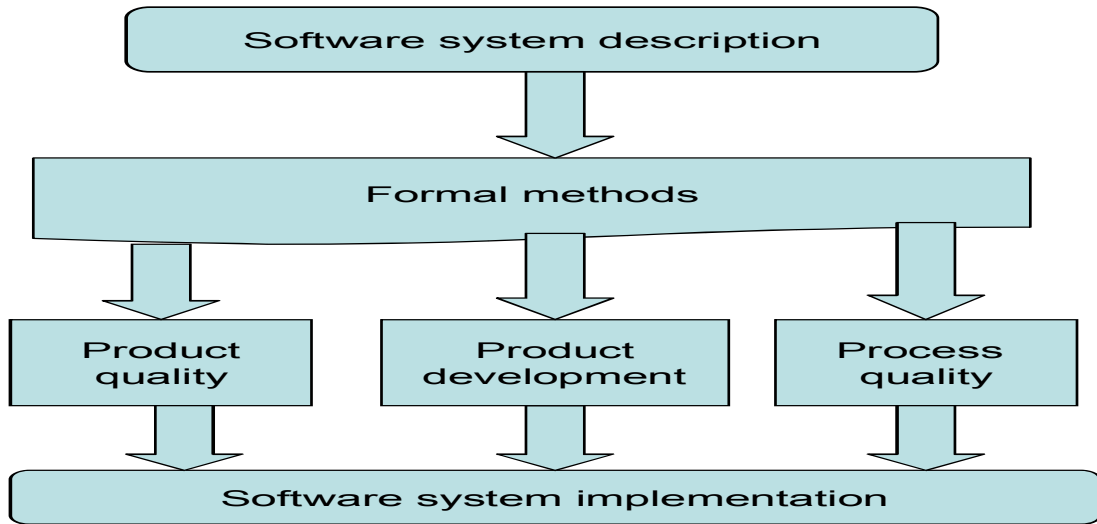 Software system description
Formal methods
Product
quality
Product
development
Process
quality
Software system implementation